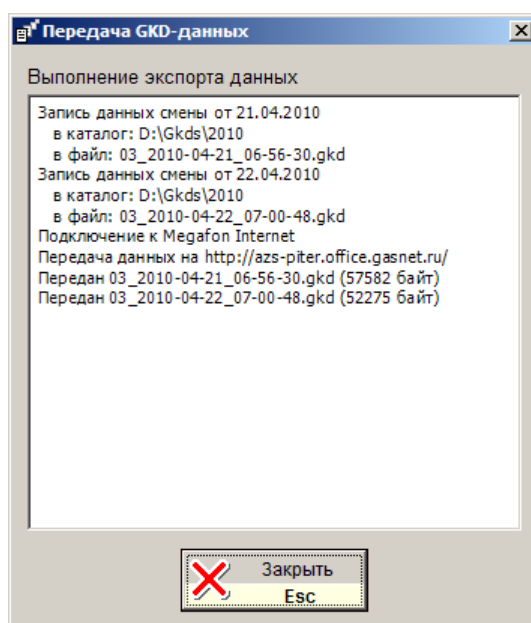 Передача GKD-данных
Выполнение экспорта данных
Запись данных смены от 21.04.2010
в каталог: D:\Gkds\2010
в файл: 03_2010-04-21_06-56-30.gkd
Запись данных смены от 22.04.2010
в каталог: D:\Gkds\2010
в файл: 03_2010-04-22_07-00-48.gkd
Подключение к Megafon Internet
Передача данных на http://azs-piter.office.gasnet.ru/
Передан 03_2010-04-21_06-56-30.gkd (57582 байт)
Передан 03_2010-04-22_07-00-48.gkd (52275 байт)
Закрыть
Esc